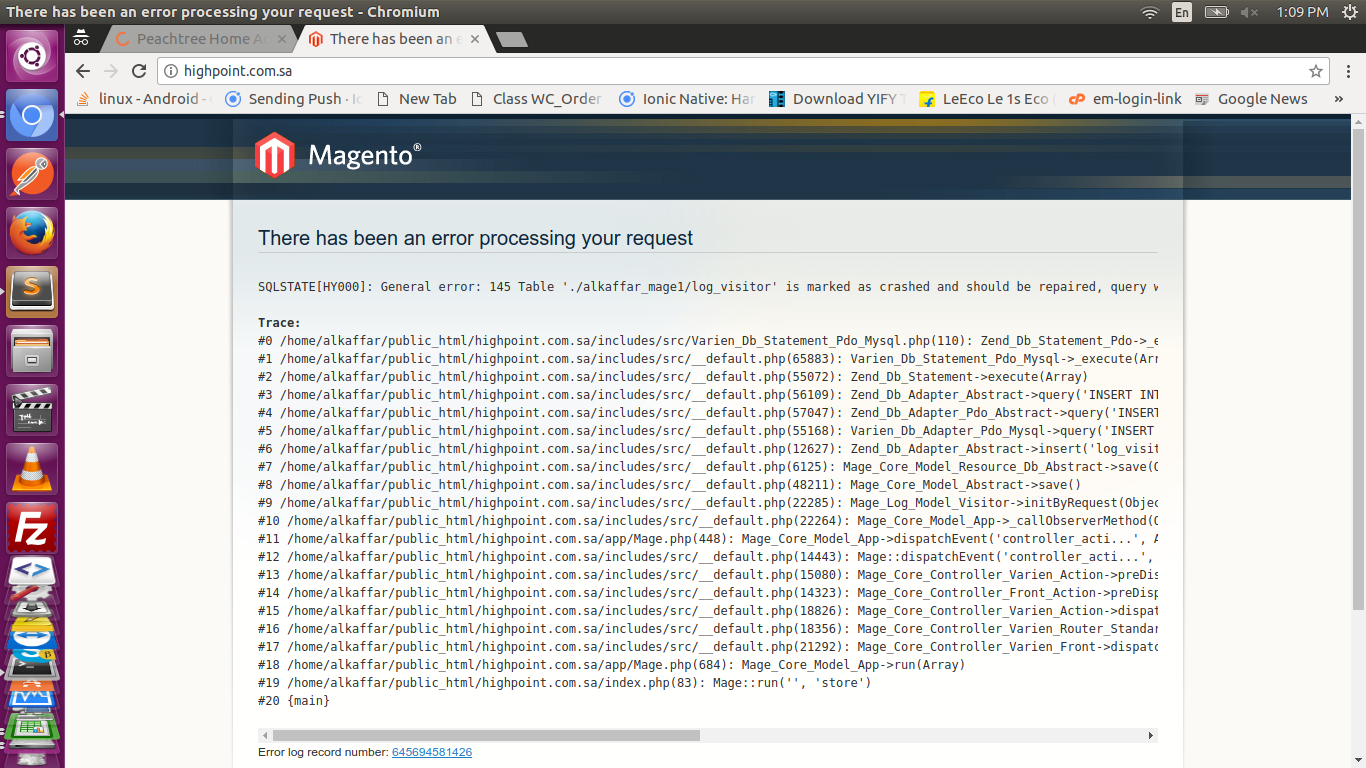 There has been an error processing your request - Chromium
En
1:09 PM
Peachtree Home Ac
There has been an e
highpoint.com.sa
linux - Android -
Sending Push · Io
New Tab
Class WC_Order
Ionic Native: Har
Download YIFY T
LeEco Le 1s Eco (
em-login-link
Google News
»
Magento®
There has been an error processing your request
SQLSTATE[HY000]: General error: 145 Table './alkaffar_mage1/log_visitor' is marked as crashed and should be repaired, query w
Trace:
#0 /home/alkaffar/public_html/highpoint.com.sa/includes/src/Varien_Db_Statement_Pdo_Mysql.php(110): Zend_Db_Statement_Pdo->_e
#1 /home/alkaffar/public_html/highpoint.com.sa/includes/src/__default.php(65883): Varien_Db_Statement_Pdo_Mysql->_execute(Arr
#2 /home/alkaffar/public_html/highpoint.com.sa/includes/src/__default.php(55072): Zend_Db_Statement->execute(Array)
#3 /home/alkaffar/public_html/highpoint.com.sa/includes/src/__default.php(56109): Zend_Db_Adapter_Abstract->query('INSERT INT
#4 /home/alkaffar/public_html/highpoint.com.sa/includes/src/__default.php(57047): Zend_Db_Adapter_Pdo_Abstract->query('INSERT
#5 /home/alkaffar/public_html/highpoint.com.sa/includes/src/__default.php(55168): Varien_Db_Adapter_Pdo_Mysql->query('INSERT
#6 /home/alkaffar/public_html/highpoint.com.sa/includes/src/__default.php(12627): Zend_Db_Adapter_Abstract->insert('log_visit
#7 /home/alkaffar/public_html/highpoint.com.sa/includes/src/__default.php(6125): Mage_Core_Model_Resource_Db_Abstract->save(O
#8 /home/alkaffar/public_html/highpoint.com.sa/includes/src/__default.php(48211): Mage_Core_Model_Abstract->save()
#9 /home/alkaffar/public_html/highpoint.com.sa/includes/src/__default.php(22285): Mage_Log_Model_Visitor->initByRequest(Objec
#10 /home/alkaffar/public_html/highpoint.com.sa/includes/src/__default.php(22264): Mage_Core_Model_App->_callObserverMethod(O
#11 /home/alkaffar/public_html/highpoint.com.sa/app/Mage.php(448): Mage_Core_Model_App->dispatchEvent('controller_acti...', A
#12 /home/alkaffar/public_html/highpoint.com.sa/includes/src/__default.php(14443): Mage::dispatchEvent('controller_acti...',
#13 /home/alkaffar/public_html/highpoint.com.sa/includes/src/__default.php(15080): Mage_Core_Controller_Varien_Action->preDis
#14 /home/alkaffar/public_html/highpoint.com.sa/includes/src/__default.php(14323): Mage_Core_Controller_Front_Action->preDisp
#15 /home/alkaffar/public_html/highpoint.com.sa/includes/src/__default.php(18826): Mage_Core_Controller_Varien_Action->dispat
#16 /home/alkaffar/public_html/highpoint.com.sa/includes/src/__default.php(18356): Mage_Core_Controller_Varien_Router_Standar
#17 /home/alkaffar/public_html/highpoint.com.sa/includes/src/__default.php(21292): Mage_Core_Controller_Varien_Front->dispatc
#18 /home/alkaffar/public_html/highpoint.com.sa/app/Mage.php(684): Mage_Core_Model_App->run(Array)
#19 /home/alkaffar/public_html/highpoint.com.sa/index.php(83): Mage::run('', 'store')
#20 {main}
Error log record number: 645694581426